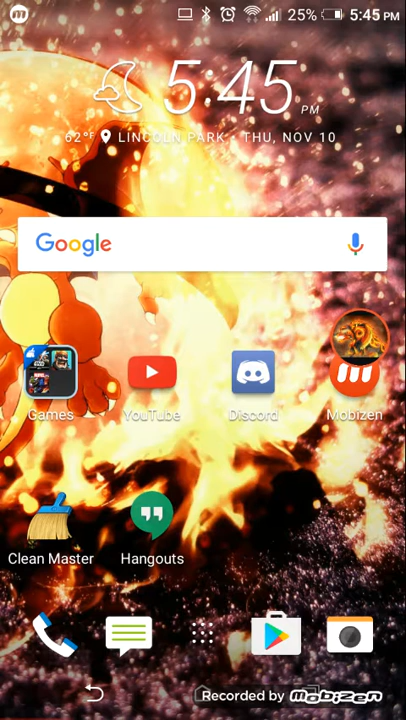 25% 5:45 PM
5 45 PM
62°F LINCOLN PARK - THU, NOV 10
Google
Games YouTube Discord Mobizen
Clean Master Hangouts
Recorded by Mobizen